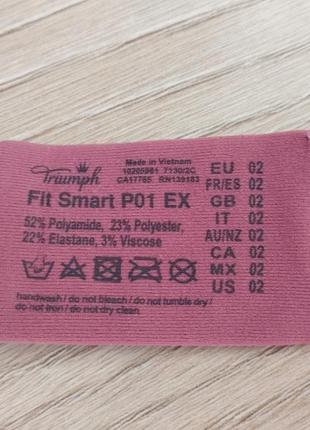 Triumph
Made in Vietnam
10205981 7130/2C
CA17785 RN139183
Fit Smart P01 EX
52% Polyamide, 23% Polyester,
22% Elastane, 3% Viscose
handwash / do not bleach / do not tumble dry /
do not iron / do not dry clean
EU 02
FR/ES 02
GB 02
IT 02
AU/NZ 02
CA 02
MX 02
US 02